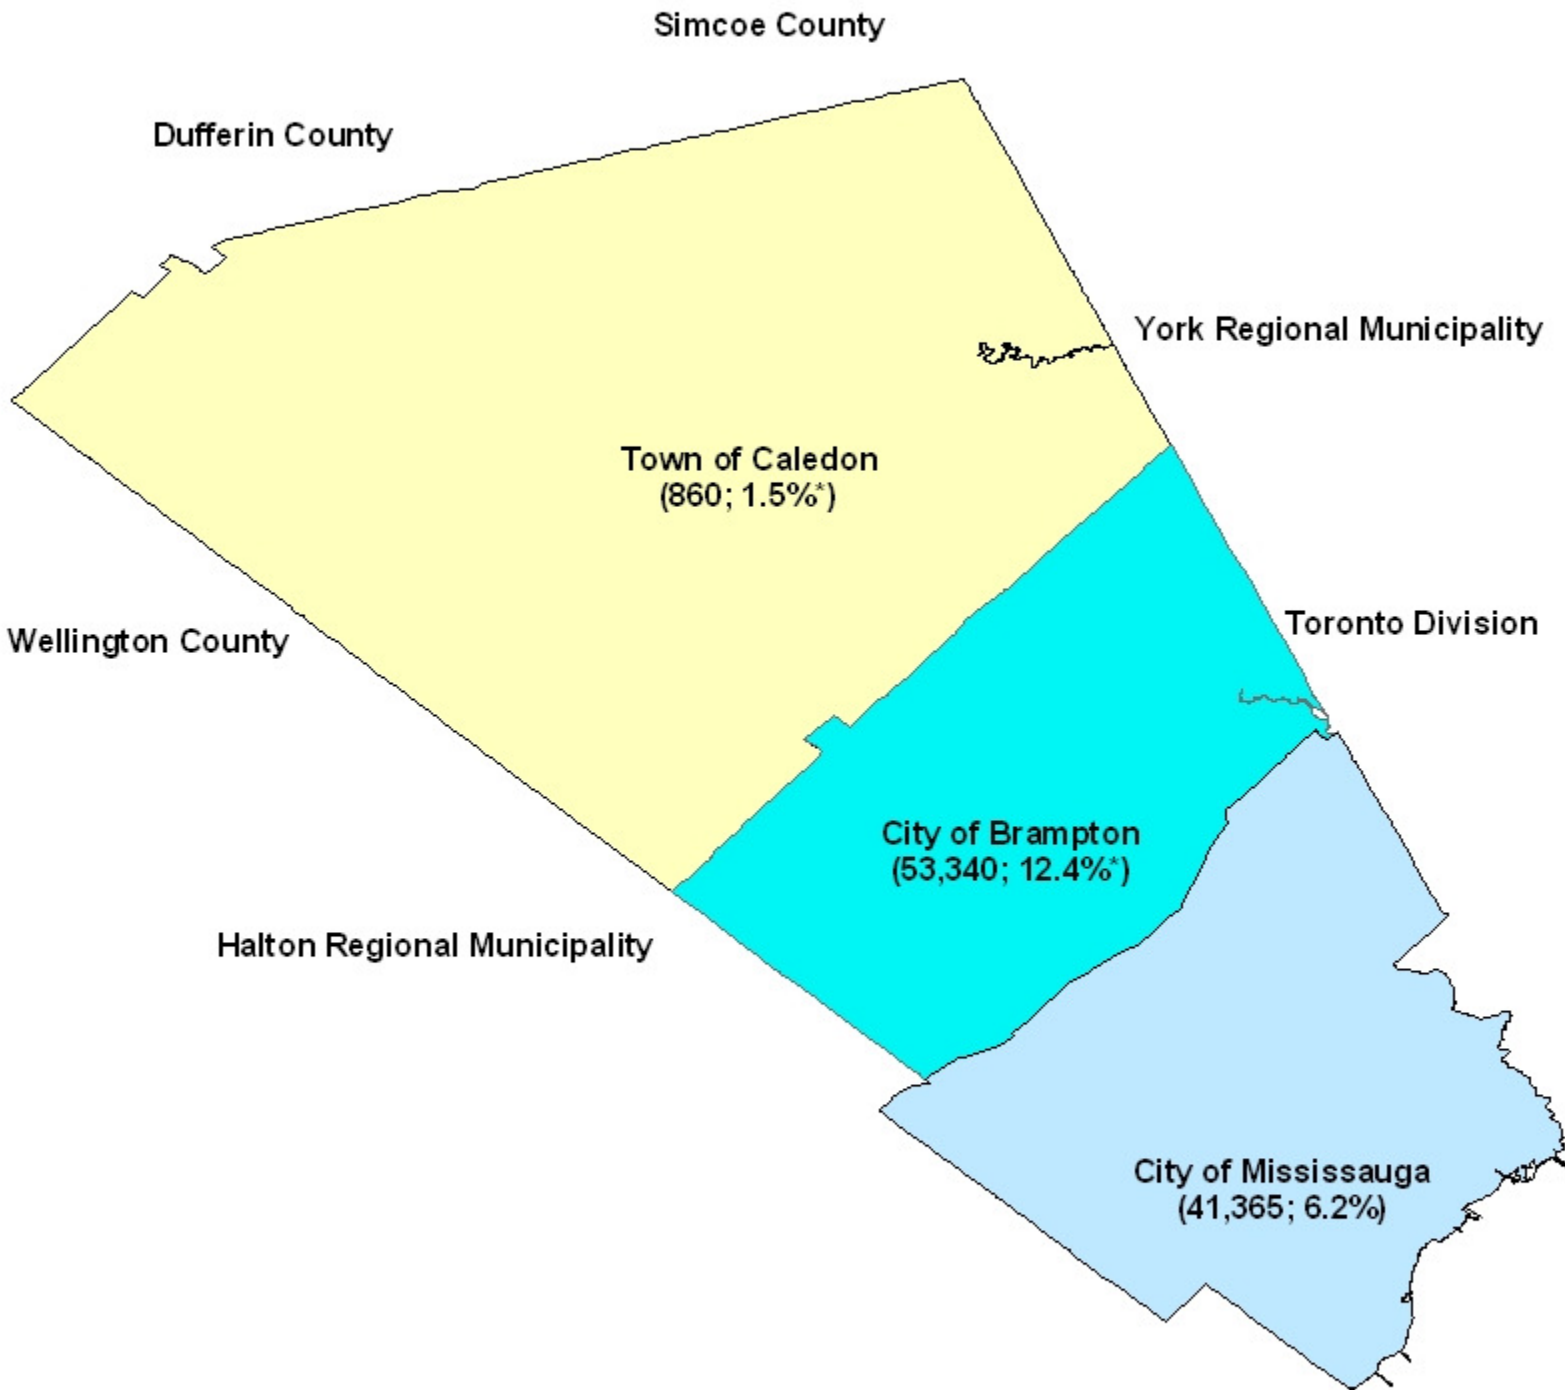 Simcoe County
Dufferin County
York Regional Municipality
Town of Caledon
(860; 1.5%*)
Toronto Division
Wellington County
City of Brampton
(53,340; 12.4%*)
Halton Regional Municipality
City of Mississauga
(41,365; 6.2%)